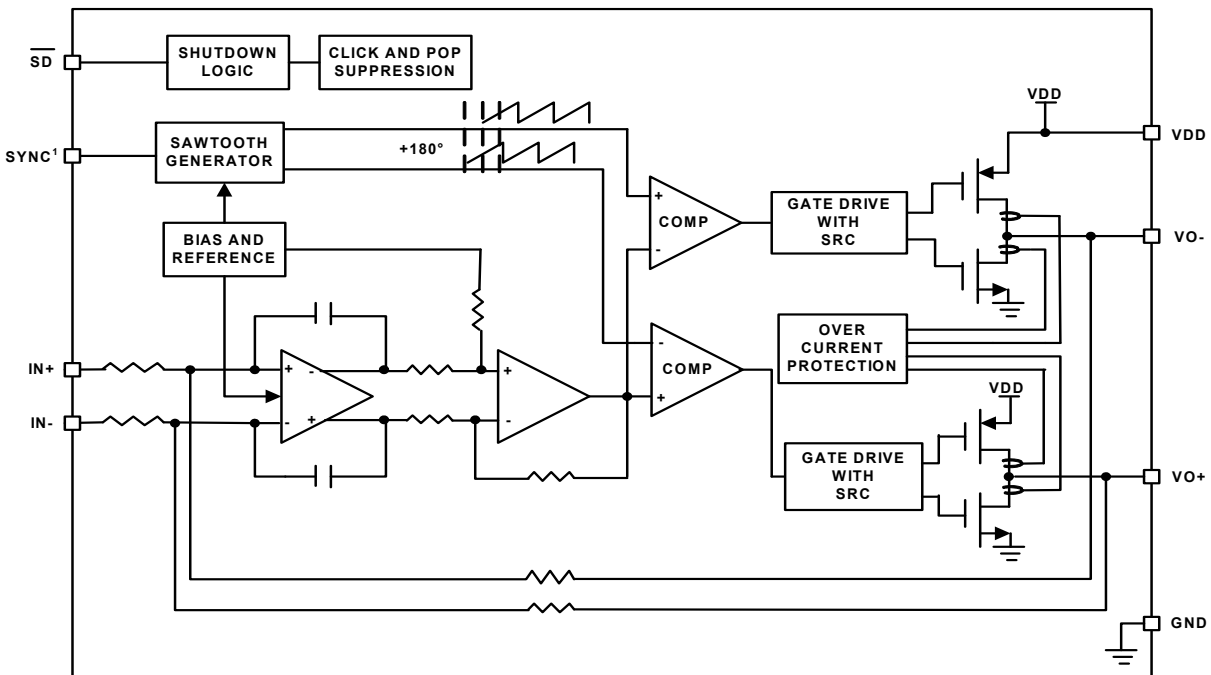 SD
SHUTDOWN
LOGIC
CLICK AND POP
SUPPRESSION
VDD
VDD
SYNC¹
SAWTOOTH
GENERATOR
+180°
+
COMP
-
GATE DRIVE
WITH
SRC
BIAS AND
REFERENCE
VO-
OVER
CURRENT
PROTECTION
-
COMP
+
IN+
+
-
+
IN-
-
+
-
VDD
GATE DRIVE
WITH
SRC
VO+
GND